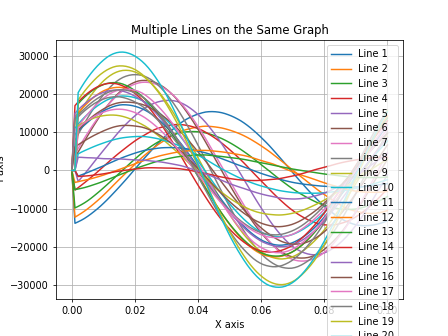 Multiple Lines on the Same Graph
30000
20000
10000
0
−10000
−20000
−30000
0.00
0.02
0.04
0.06
X axis
axis
Line 1
Line 2
Line 3
Line 4
Line 5
Line 6
Line 7
Line 8
Line 9
Line 10
Line 11
Line 12
Line 13
Line 14
Line 15
Line 16
Line 17
Line 18
Line 19
Line 20